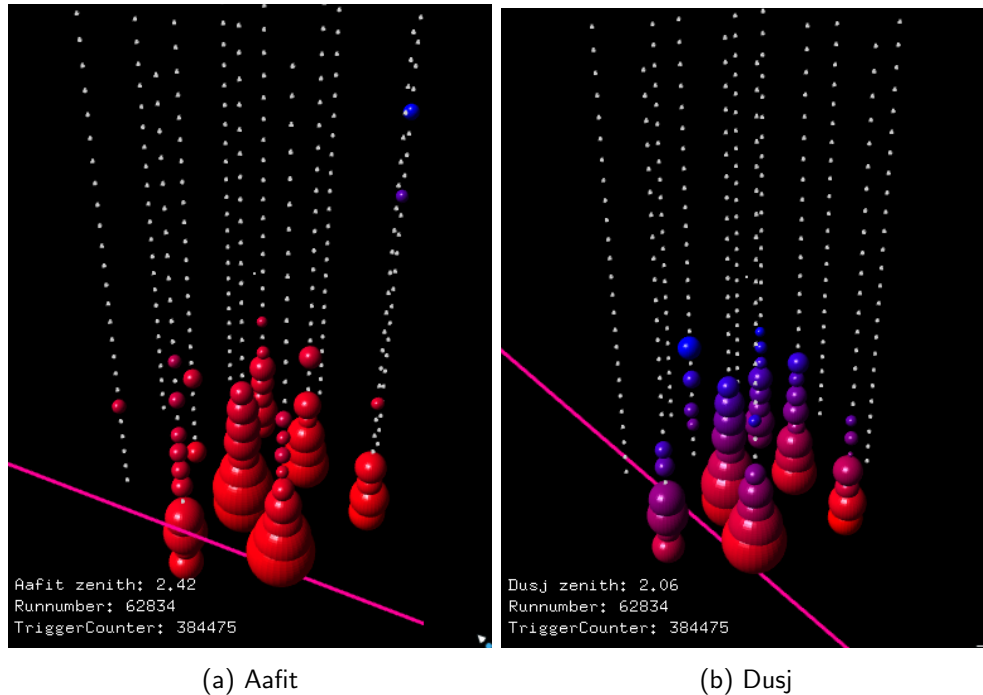 Aafit zenith: 2.42
Runnumber: 62834
TriggerCounter: 384475
Dusj zenith: 2.06
Runnumber: 62834
TriggerCounter: 384475
(a) Aafit
(b) Dusj